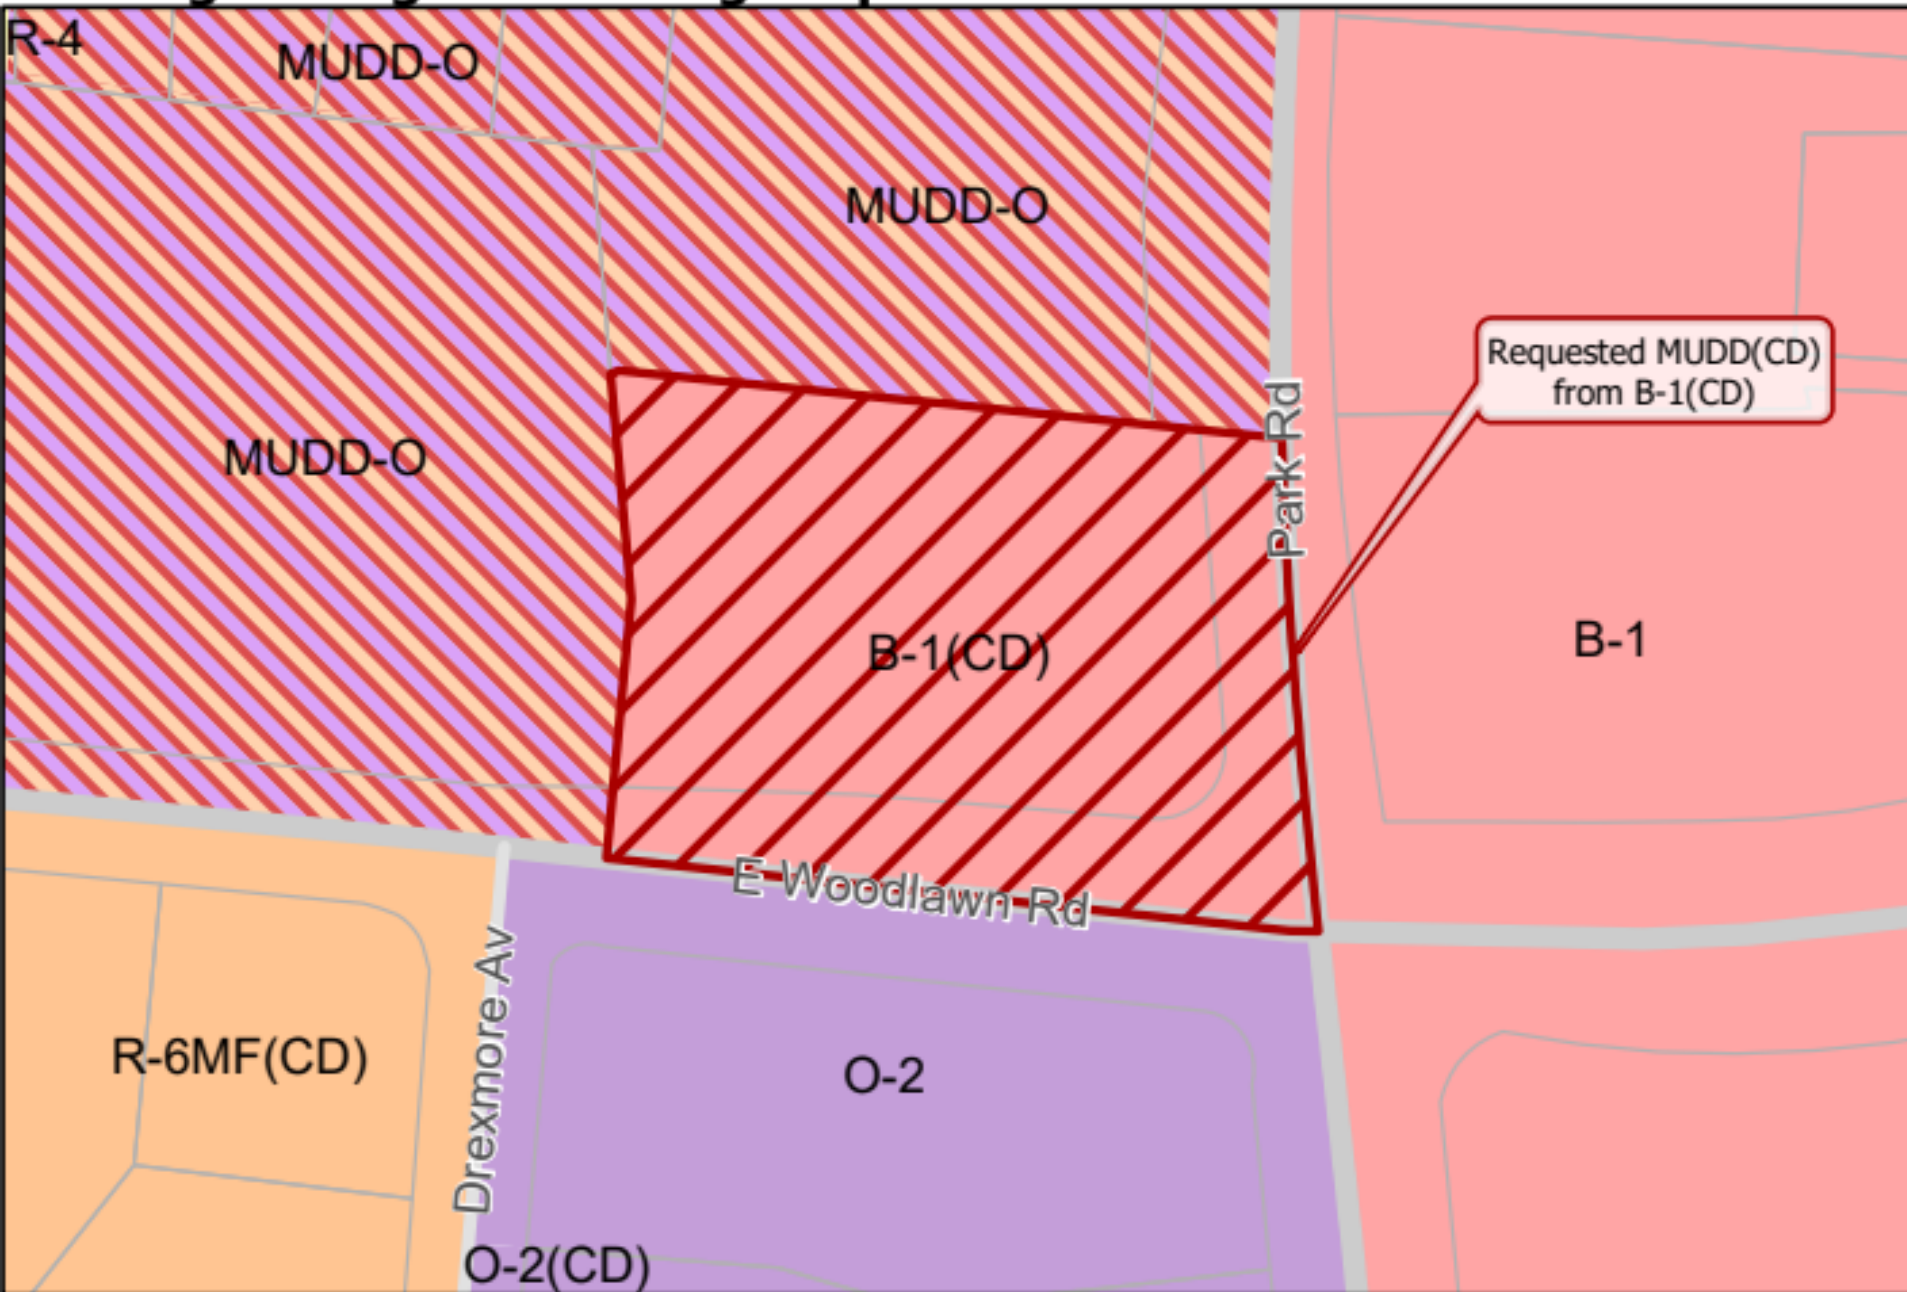 R-4
MUDD-O
MUDD-O
Requested MUDD(CD)
from B-1(CD)
Park Rd
MUDD-O
B-1(CD)
B-1
E Woodlawn Rd
Drexmore Av
R-6MF(CD)
O-2
O-2(CD)